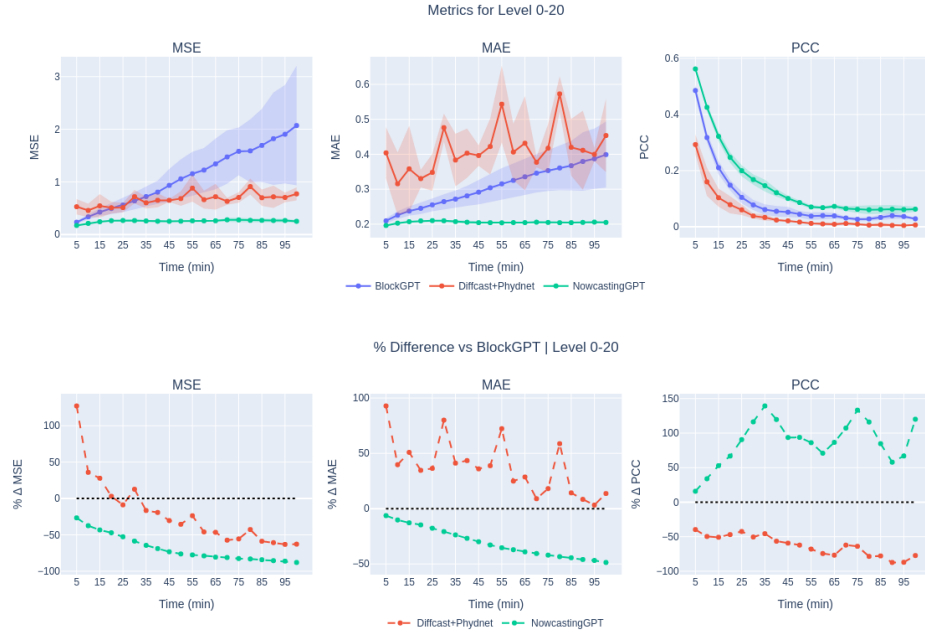 Metrics for Level 0-20
MSE
MAE
PCC
MSE
3
2
1
0
5 15 25 35 45 55 65 75 85 95
Time (min)
MAE
0.6
0.5
0.4
0.3
0.2
5 15 25 35 45 55 65 75 85 95
Time (min)
PCC
0.6
0.4
0.2
0
5 15 25 35 45 55 65 75 85 95
Time (min)
BlockGPT Diffcast+Phydnet NowcastingGPT
% Difference vs BlockGPT | Level 0-20
MSE
MAE
PCC
% Δ MSE
100
50
0
−50
−100
5 15 25 35 45 55 65 75 85 95
Time (min)
% Δ MAE
100
50
0
−50
5 15 25 35 45 55 65 75 85 95
Time (min)
% Δ PCC
150
100
50
0
−50
−100
5 15 25 35 45 55 65 75 85 95
Time (min)
Diffcast+Phydnet NowcastingGPT